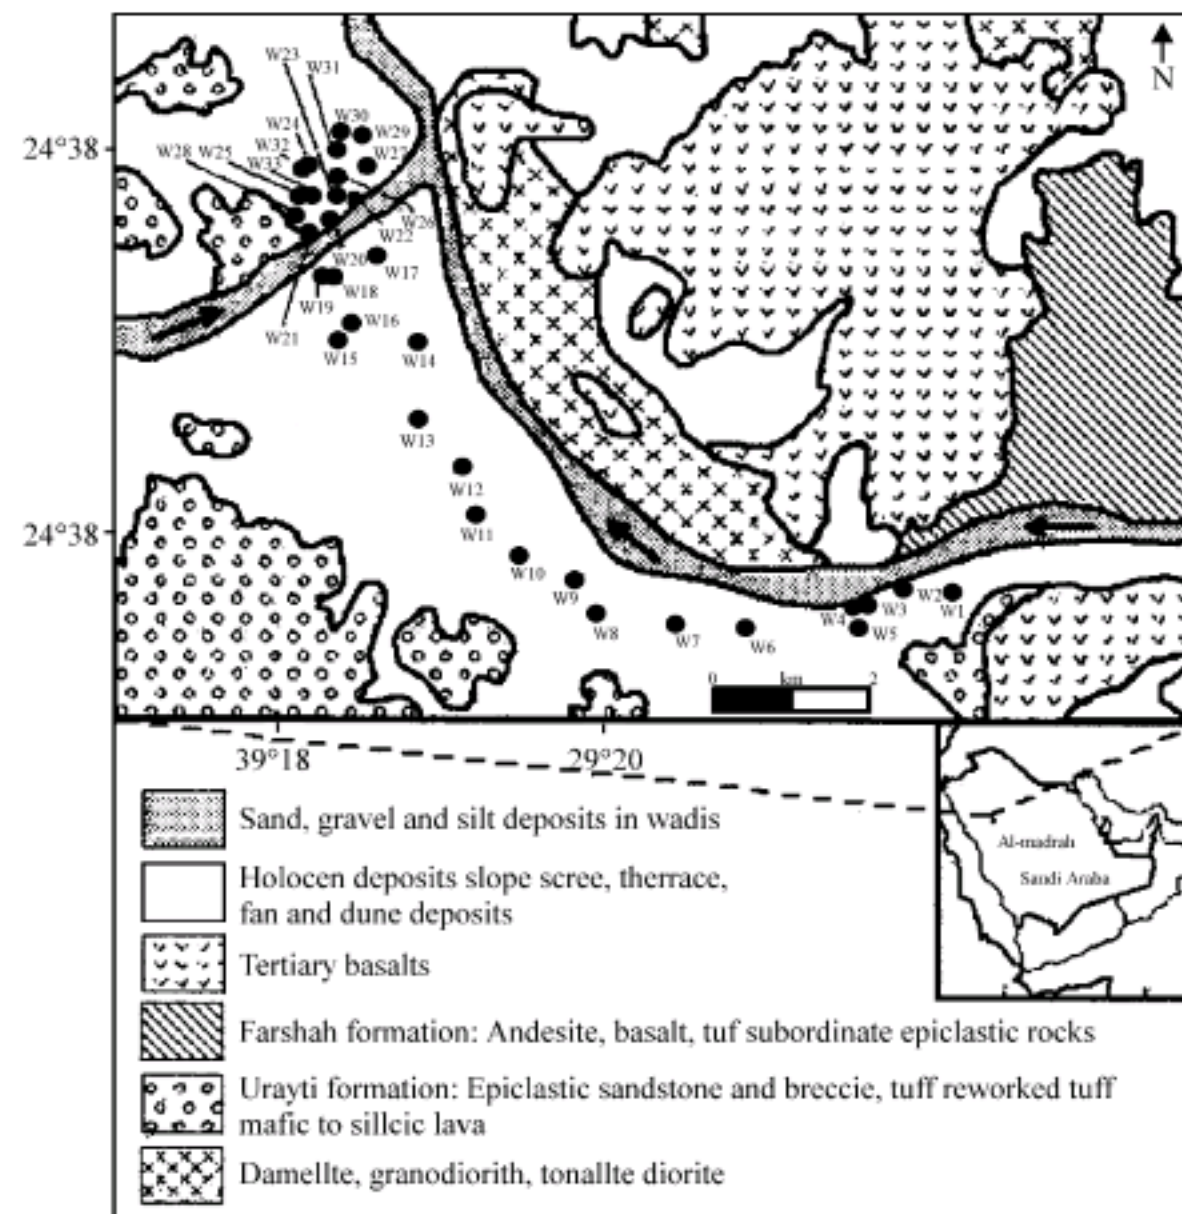 N
W23
W31
W30
W24
W29
24°38
W32
W27
W28 W25
W33
W26
W22
W20
W17
W19
W18
W21
W16
W15
W14
W13
W12
W11
24°38
W10
W9
W8
W7
W6
W4
W3
W5
W2
W1
0 km 2
39°18
29°20
Sand, gravel and silt deposits in wadis
Holocen deposits slope scree, therrace,
fan and dune deposits
Tertiary basalts
Farshah formation: Andesite, basalt, tuf subordinate epiclastic rocks
Urayti formation: Epiclastic sandstone and breccie, tuff reworked tuff
mafic to sillcic lava
Damellte, granodiorith, tonallte diorite
Al-madrah
Saudi Araba